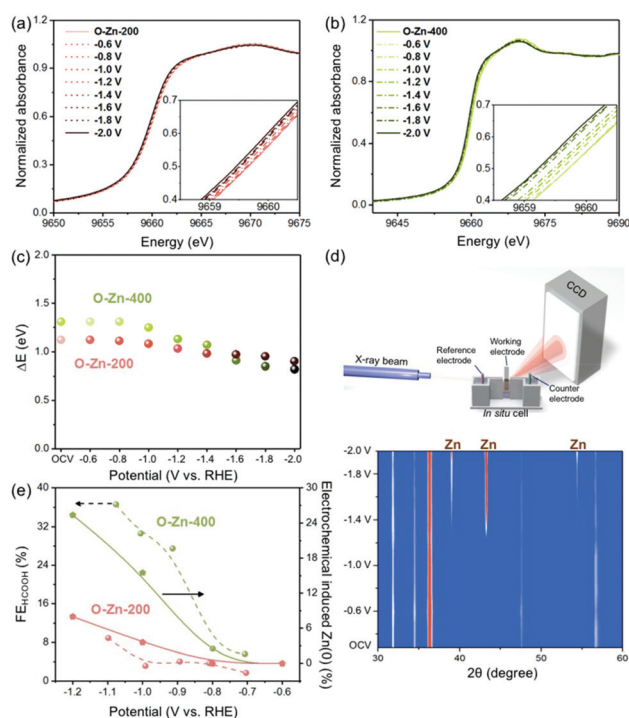 (a)
O-Zn-200
-0.6 V
-0.8 V
-1.0 V
-1.2 V
-1.4 V
-1.6 V
-1.8 V
-2.0 V
Normalized absorbance
1.2
0.9
0.6
0.3
0.0
0.7
0.6
0.5
0.4
9659
9660
9650
9655
9660
9665
9670
9675
Energy (eV)
(b)
O-Zn-400
-0.6 V
-0.8 V
-1.0 V
-1.2 V
-1.4 V
-1.6 V
-1.8 V
-2.0 V
Normalized absorbance
1.2
0.9
0.6
0.3
0.0
0.7
0.6
0.5
0.4
9659
9660
9645
9660
9675
9690
Energy (eV)
(c)
ΔE (eV)
2.0
1.5
1.0
0.5
0.0
O-Zn-400
O-Zn-200
OCV
-0.6
-0.8
-1.0
-1.2
-1.4
-1.6
-1.8
-2.0
Potential (V vs. RHE)
(d)
CCD
X-ray beam
Reference
electrode
Working
electrode
Counter
electrode
In situ cell
Zn
Zn
Zn
-2.0 V
-1.8 V
-1.4 V
-1.0 V
-0.6 V
OCV
30
40
50
60
2θ (degree)
(e)
FE HCOOH (%)
40
32
24
16
8
0
O-Zn-400
O-Zn-200
30
24
18
12
6
0
-3
Electrochemical induced Zn(0) (%)
-1.2
-1.1
-1.0
-0.9
-0.8
-0.7
-0.6
Potential (V vs. RHE)